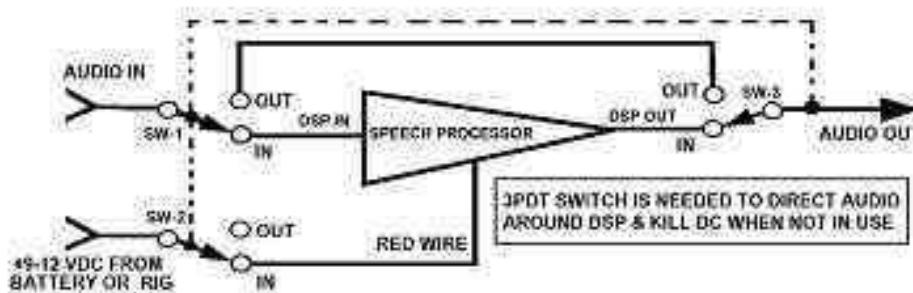 AUDIO IN
OUT
OUT
SW-3
SW-1
DSP IN
SPEECH PROCESSOR
DSP OUT
IN
IN
AUDIO OUT
SW-2
OUT
3PDT SWITCH IS NEEDED TO DIRECT AUDIO
AROUND DSP & KILL DC WHEN NOT IN USE
RED WIRE
IN
49-12 VDC FROM
BATTERY OR RIG